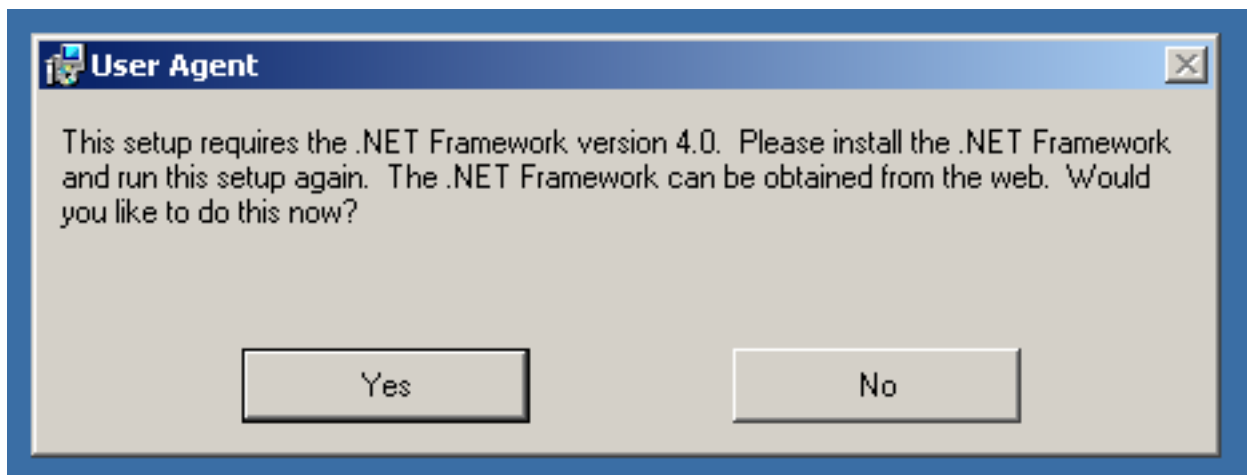 User Agent
This setup requires the .NET Framework version 4.0.  Please install the .NET Framework
and run this setup again.  The .NET Framework can be obtained from the web.  Would
you like to do this now?
Yes
No